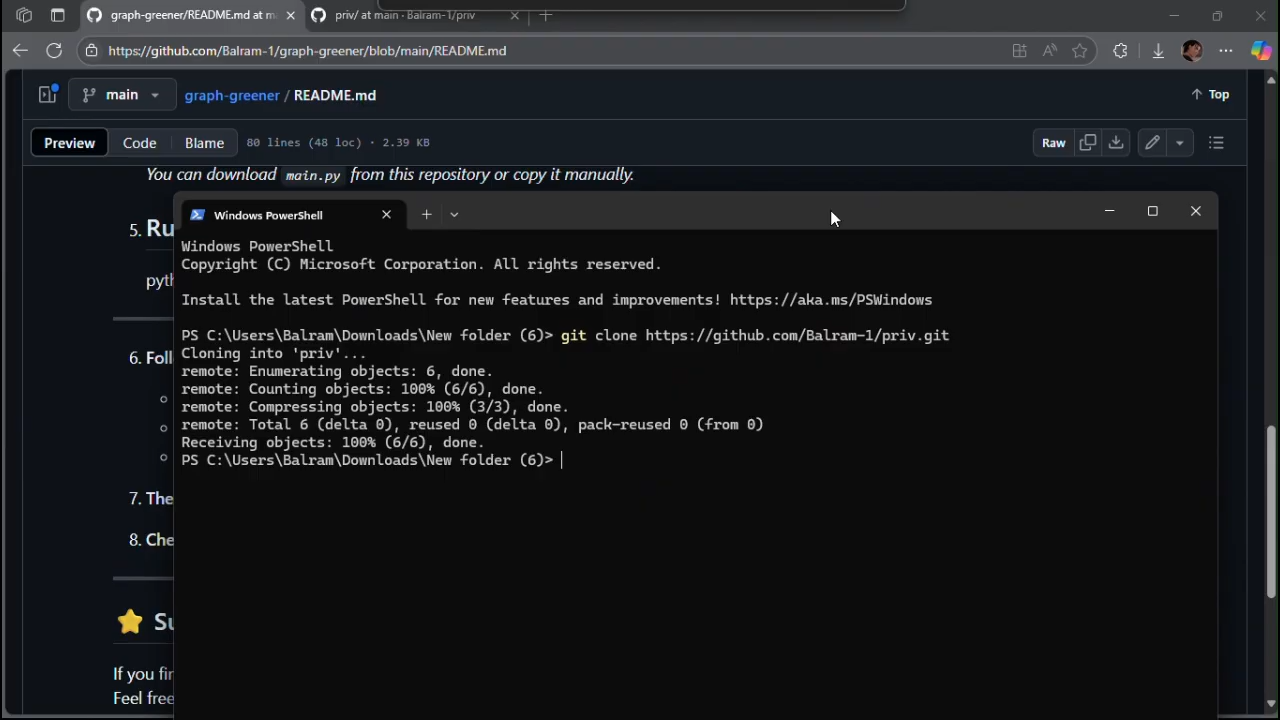 graph-greener/README.md at m
priv/ at main · Balram-1/priv
https://github.com/Balram-1/graph-greener/blob/main/README.md
main
graph-greener / README.md
Top
Preview
Code
Blame
80 lines (48 loc) · 2.39 KB
Raw
You can download main.py from this repository or copy it manually.
5. Ru
pyth
6. Foll
7. The
8. Che
Su
If you fin
Feel free
Windows PowerShell
Windows PowerShell
Copyright (C) Microsoft Corporation. All rights reserved.
Install the latest PowerShell for new features and improvements! https://aka.ms/PSWindows
PS C:\Users\Balram\Downloads\New folder (6)> git clone https://github.com/Balram-1/priv.git
Cloning into 'priv'...
remote: Enumerating objects: 6, done.
remote: Counting objects: 100% (6/6), done.
remote: Compressing objects: 100% (3/3), done.
remote: Total 6 (delta 0), reused 0 (delta 0), pack-reused 0 (from 0)
Receiving objects: 100% (6/6), done.
PS C:\Users\Balram\Downloads\New folder (6)>